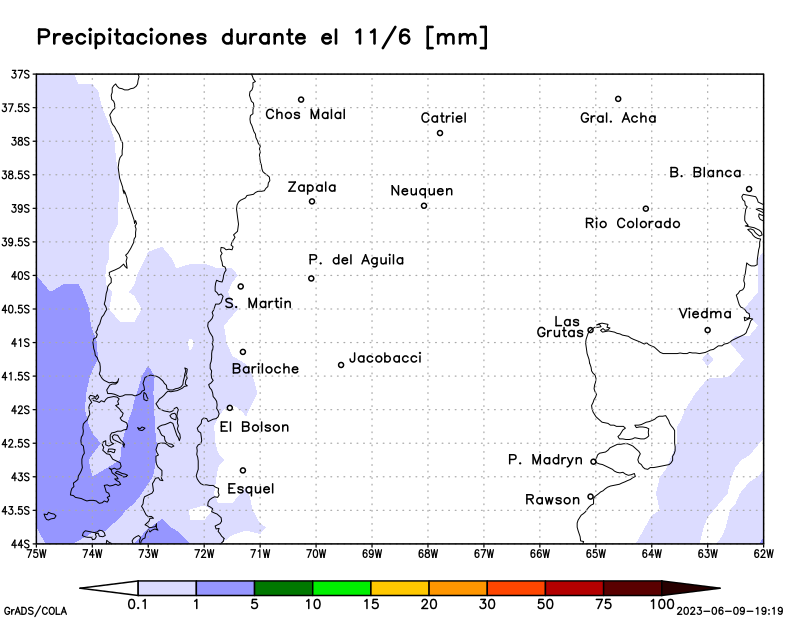 Precipitaciones durante el 11/6 [mm]
37S
37.5S
38S
38.5S
39S
39.5S
40S
40.5S
41S
41.5S
42S
42.5S
43S
43.5S
44S
Chos Malal
Catriel
Gral. Acha
B. Blanca
Zapala
Neuquen
Rio Colorado
P. del Aguila
S. Martin
Viedma
Las
Grutas
Jacobacci
Bariloche
El Bolson
P. Madryn
Esquel
Rawson
75W 74W 73W 72W 71W 70W 69W 68W 67W 66W 65W 64W 63W 62W
0.1 1 5 10 15 20 30 50 75 100
GrADS/COLA
2023-06-09-19:19